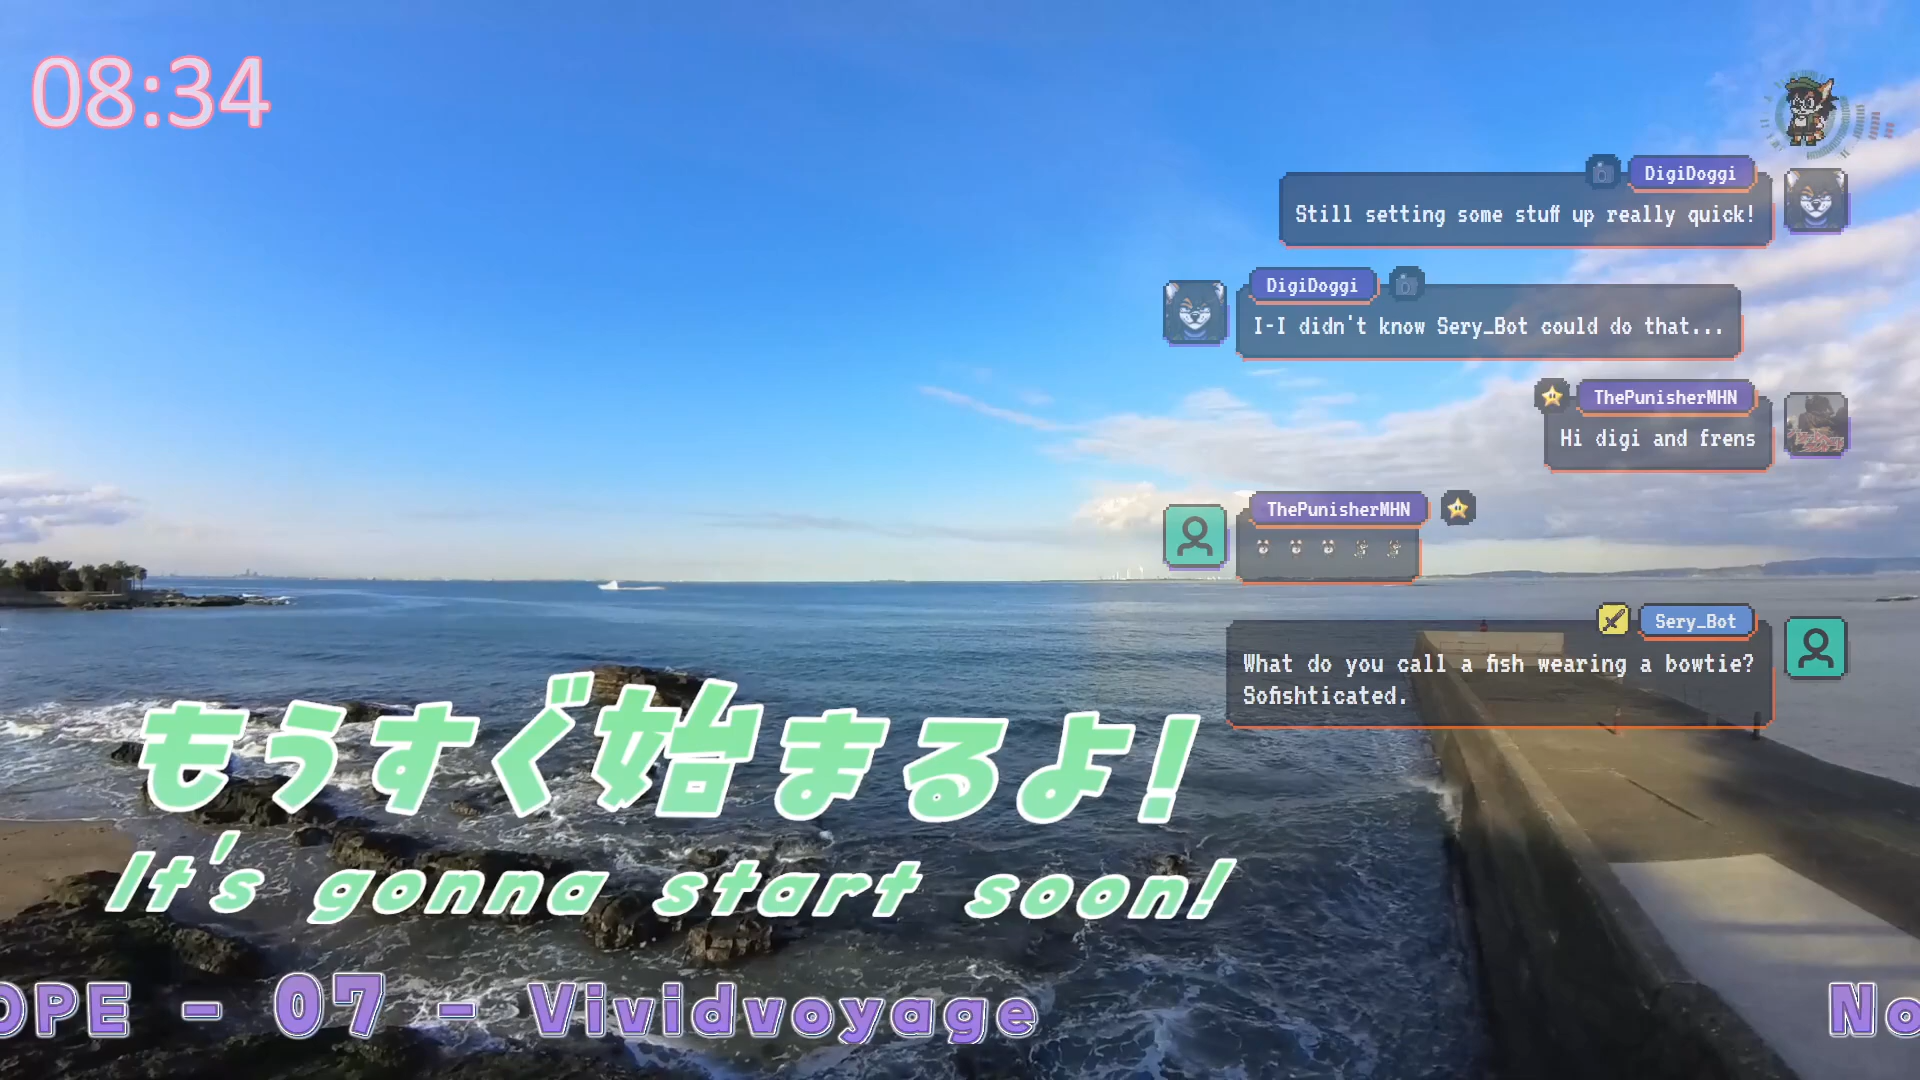 08:34
DigiDoggi
Still setting some stuff up really quick!
DigiDoggi
I-I didn't know Sery_Bot could do that...
ThePunisherMHN
Hi digi and frens
ThePunisherMHN
Sery_Bot
What do you call a fish wearing a bowtie?
Sofishticated.
もうすぐ始まるよ!
It's gonna start soon!
OPE - 07 - Vividvoyage
No